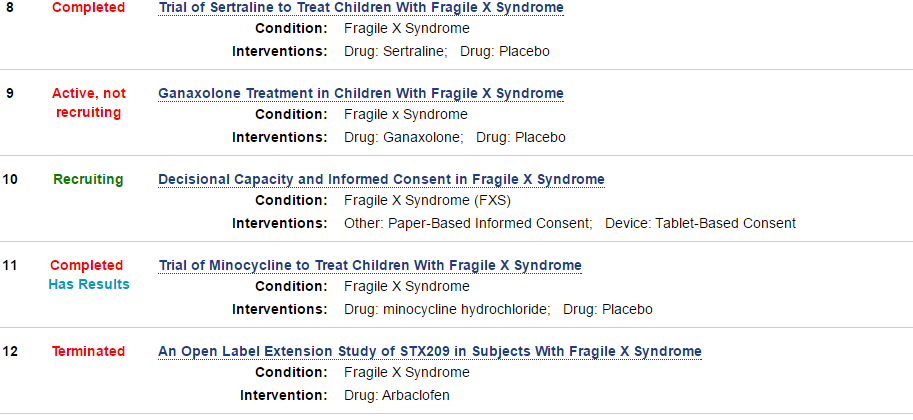 8 Completed Trial of Sertraline to Treat Children With Fragile X Syndrome
Condition: Fragile X Syndrome
Interventions: Drug: Sertraline; Drug: Placebo
9 Active, not recruiting Ganaxolone Treatment in Children With Fragile X Syndrome
Condition: Fragile x Syndrome
Interventions: Drug: Ganaxolone; Drug: Placebo
10 Recruiting Decisional Capacity and Informed Consent in Fragile X Syndrome
Condition: Fragile X Syndrome (FXS)
Interventions: Other: Paper-Based Informed Consent; Device: Tablet-Based Consent
11 Completed Trial of Minocycline to Treat Children With Fragile X Syndrome
Has Results Condition: Fragile X Syndrome
Interventions: Drug: minocycline hydrochloride; Drug: Placebo
12 Terminated An Open Label Extension Study of STX209 in Subjects With Fragile X Syndrome
Condition: Fragile X Syndrome
Intervention: Drug: Arbaclofen